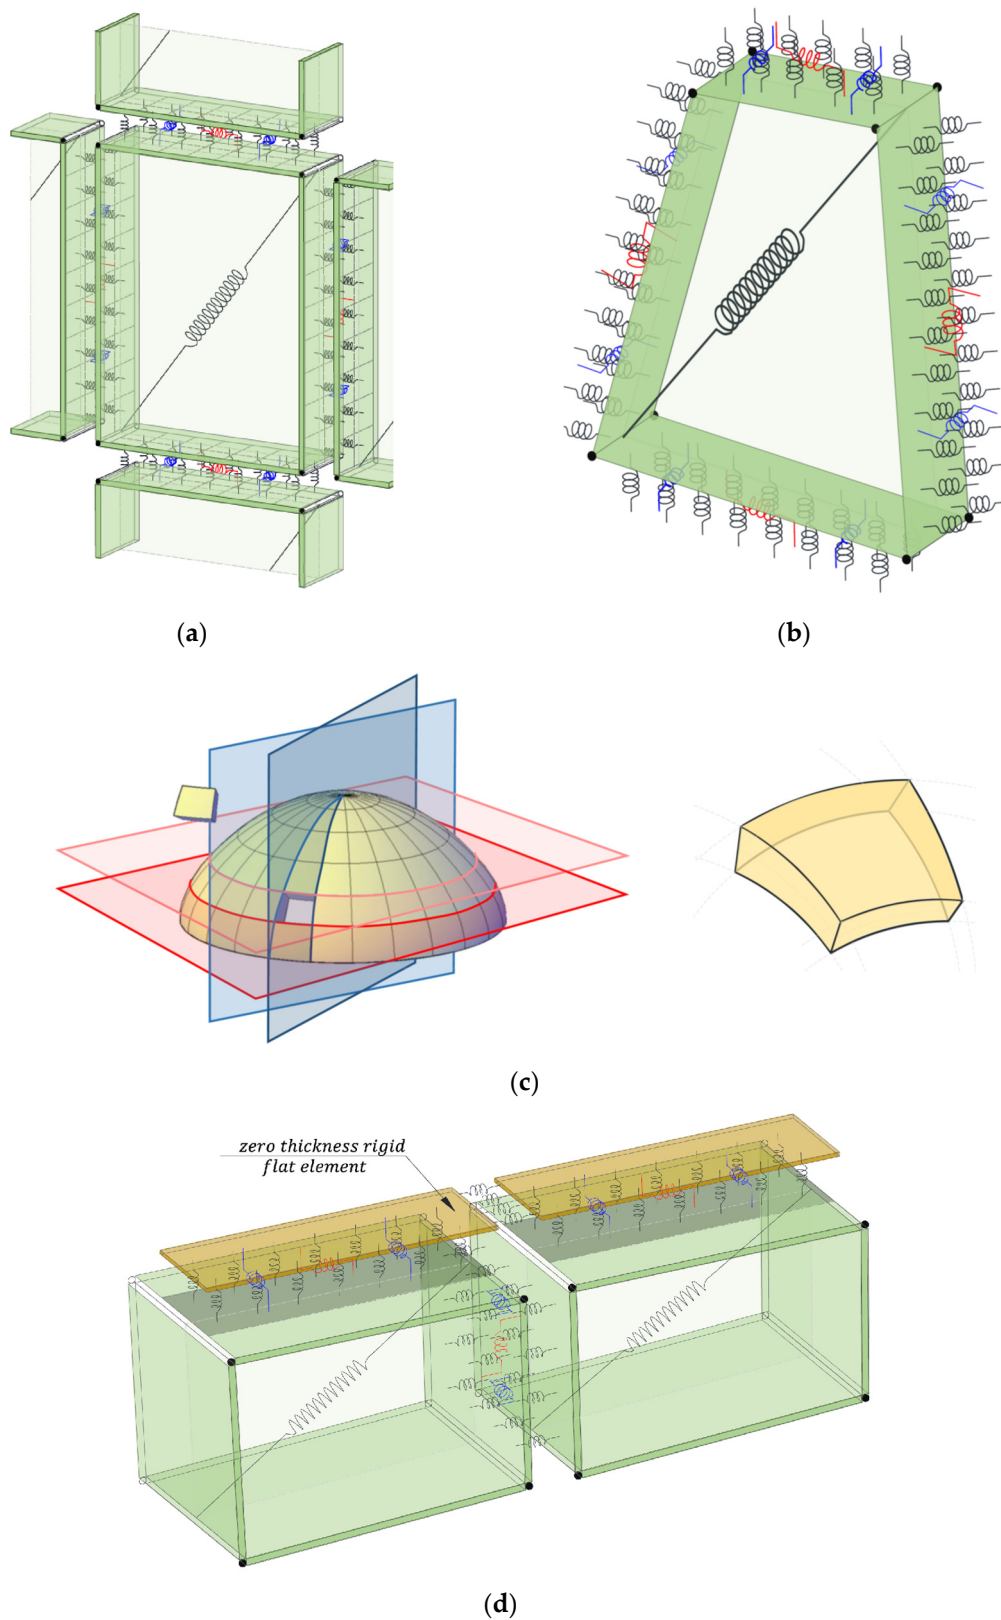 (a)
(b)
(c)
zero thickness rigid
flat element
(d)